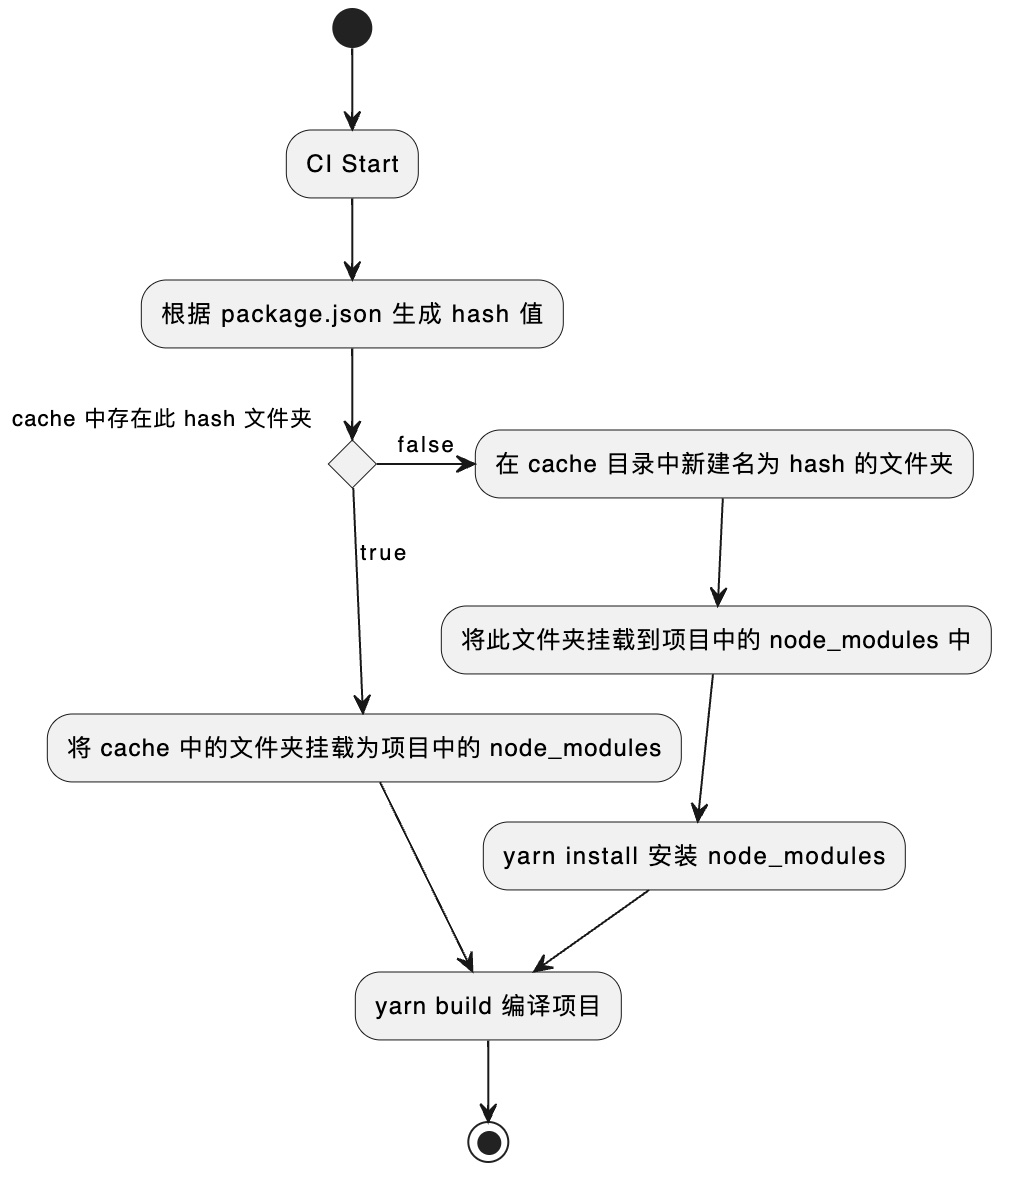 CI Start
根据 package.json 生成 hash 值
cache 中存在此 hash 文件夹
false
在 cache 目录中新建名为 hash 的文件夹
true
将此文件夹挂载到项目中的 node_modules 中
将 cache 中的文件夹挂载为项目中的 node_modules
yarn install 安装 node_modules
yarn build 编译项目